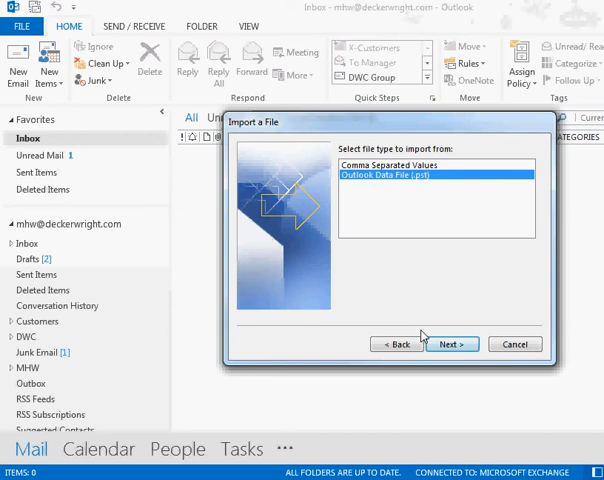 Inbox - mhw@deckerwright.com - Outlook
FILE HOME SEND / RECEIVE FOLDER VIEW
New Email
New Items
New
Ignore
Clean Up
Junk
Delete
Delete
Reply
Reply All
Forward
Meeting
More
Respond
X-Customers
To Manager
DWC Group
Quick Steps
Move
Rules
OneNote
Move
Assign Policy
Unread/ Rea
Categorize
Follow Up
Tags
Favorites
Inbox
Unread Mail 1
Sent Items
Deleted Items
mhw@deckerwright.com
Inbox
Drafts [2]
Sent Items
Deleted Items
Conversation History
Customers
DWC
Junk Email [1]
MHW
Outbox
RSS Feeds
RSS Subscriptions
Suggested Contacts
All
Curre
CATEGORIES
Import a File
Select file type to import from:
Comma Separated Values
Outlook Data File (.pst)
< Back Next > Cancel
Mail Calendar People Tasks ...
ITEMS: 0 ALL FOLDERS ARE UP TO DATE. CONNECTED TO: MICROSOFT EXCHANGE